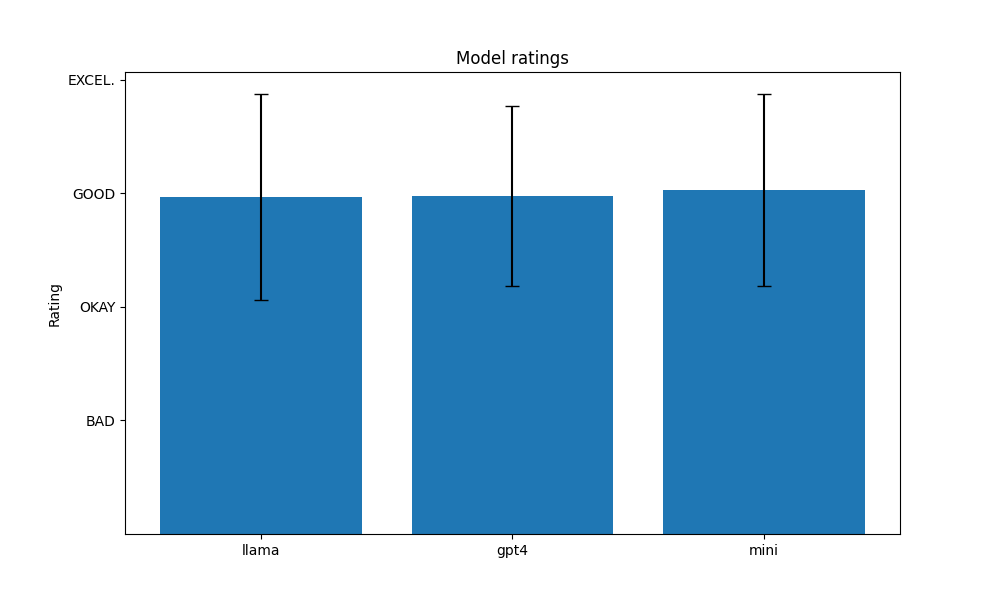 Model ratings
EXCEL.
GOOD
OKAY
BAD
Rating
llama
gpt4
mini